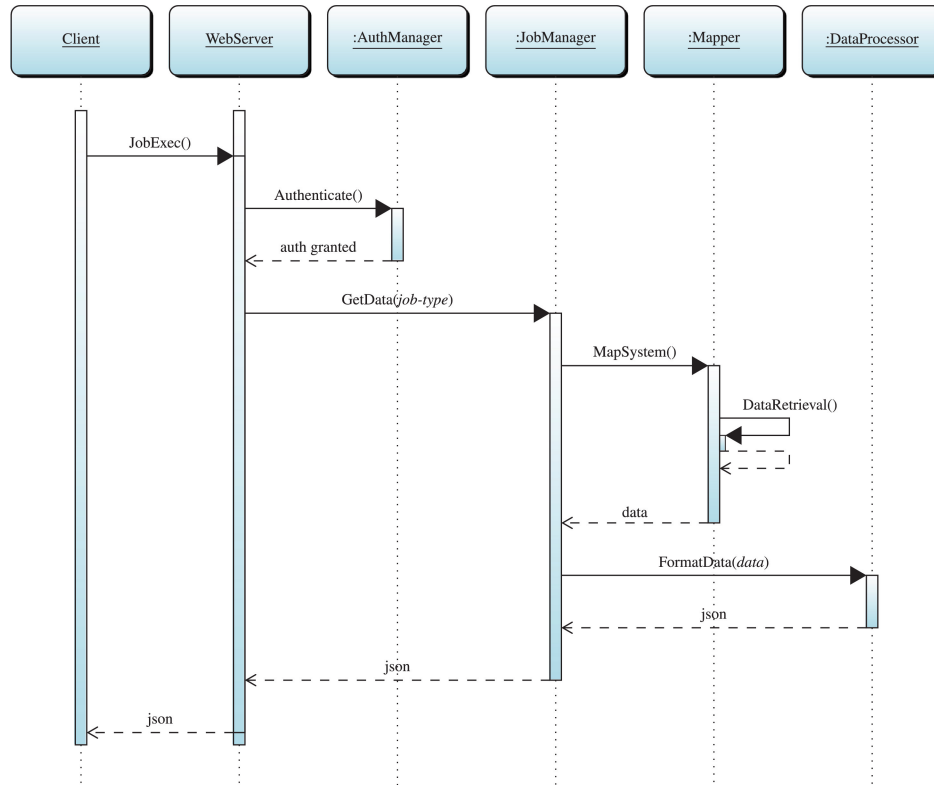 Client
WebServer
:AuthManager
:JobManager
:Mapper
:DataProcessor
JobExec()
Authenticate()
auth granted
GetData(job-type)
MapSystem()
DataRetrieval()
data
FormatData(data)
json
json
json